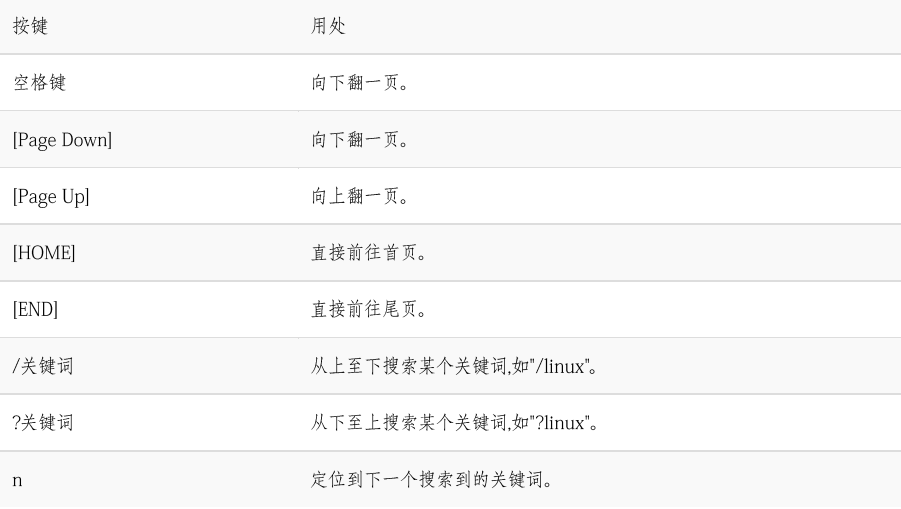 按键 用处
空格键 向下翻一页。
[Page Down] 向下翻一页。
[Page Up] 向上翻一页。
[HOME] 直接前往首页。
[END] 直接前往尾页。
/关键词 从上至下搜索某个关键词,如"/linux"。
?关键词 从下至上搜索某个关键词,如"?linux"。
n 定位到下一个搜索到的关键词。